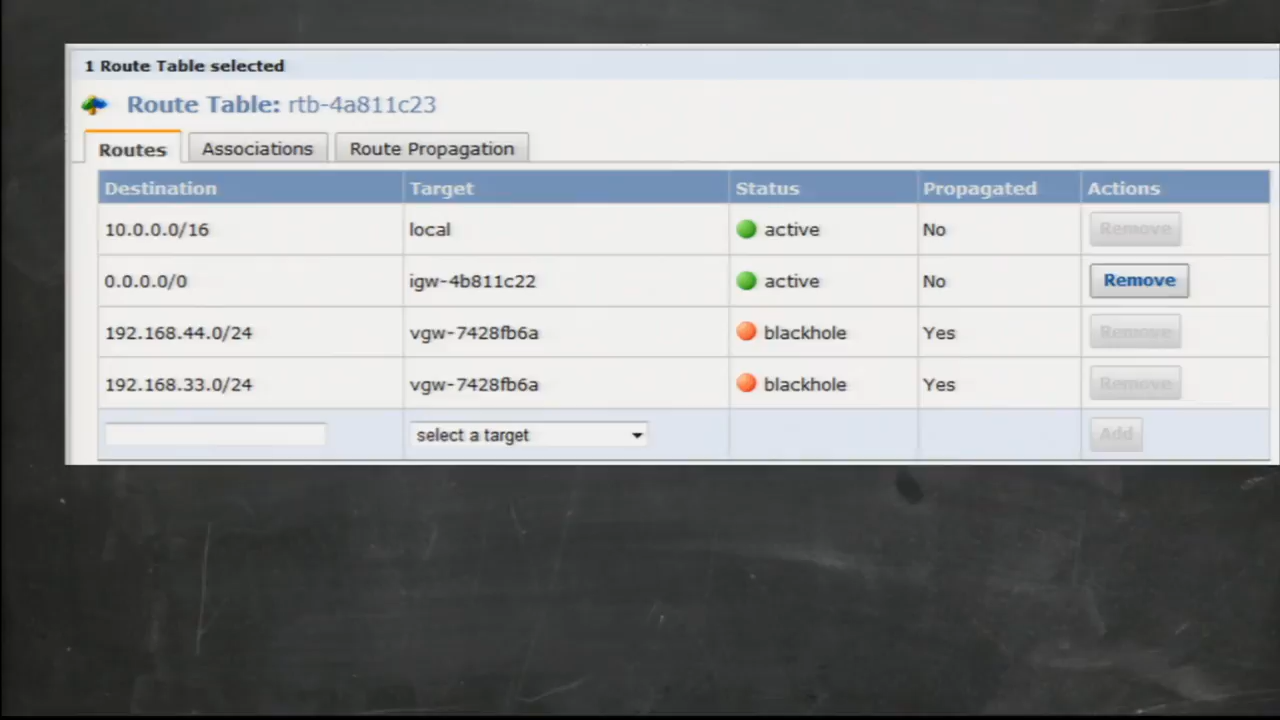 1 Route Table selected
Route Table: rtb-4a811c23
Routes Associations Route Propagation
Destination Target Status Propagated Actions
10.0.0.0/16 local active No Remove
0.0.0.0/0 igw-4b811c22 active No Remove
192.168.44.0/24 vgw-7428fb6a blackhole Yes Remove
192.168.33.0/24 vgw-7428fb6a blackhole Yes Remove
select a target Add